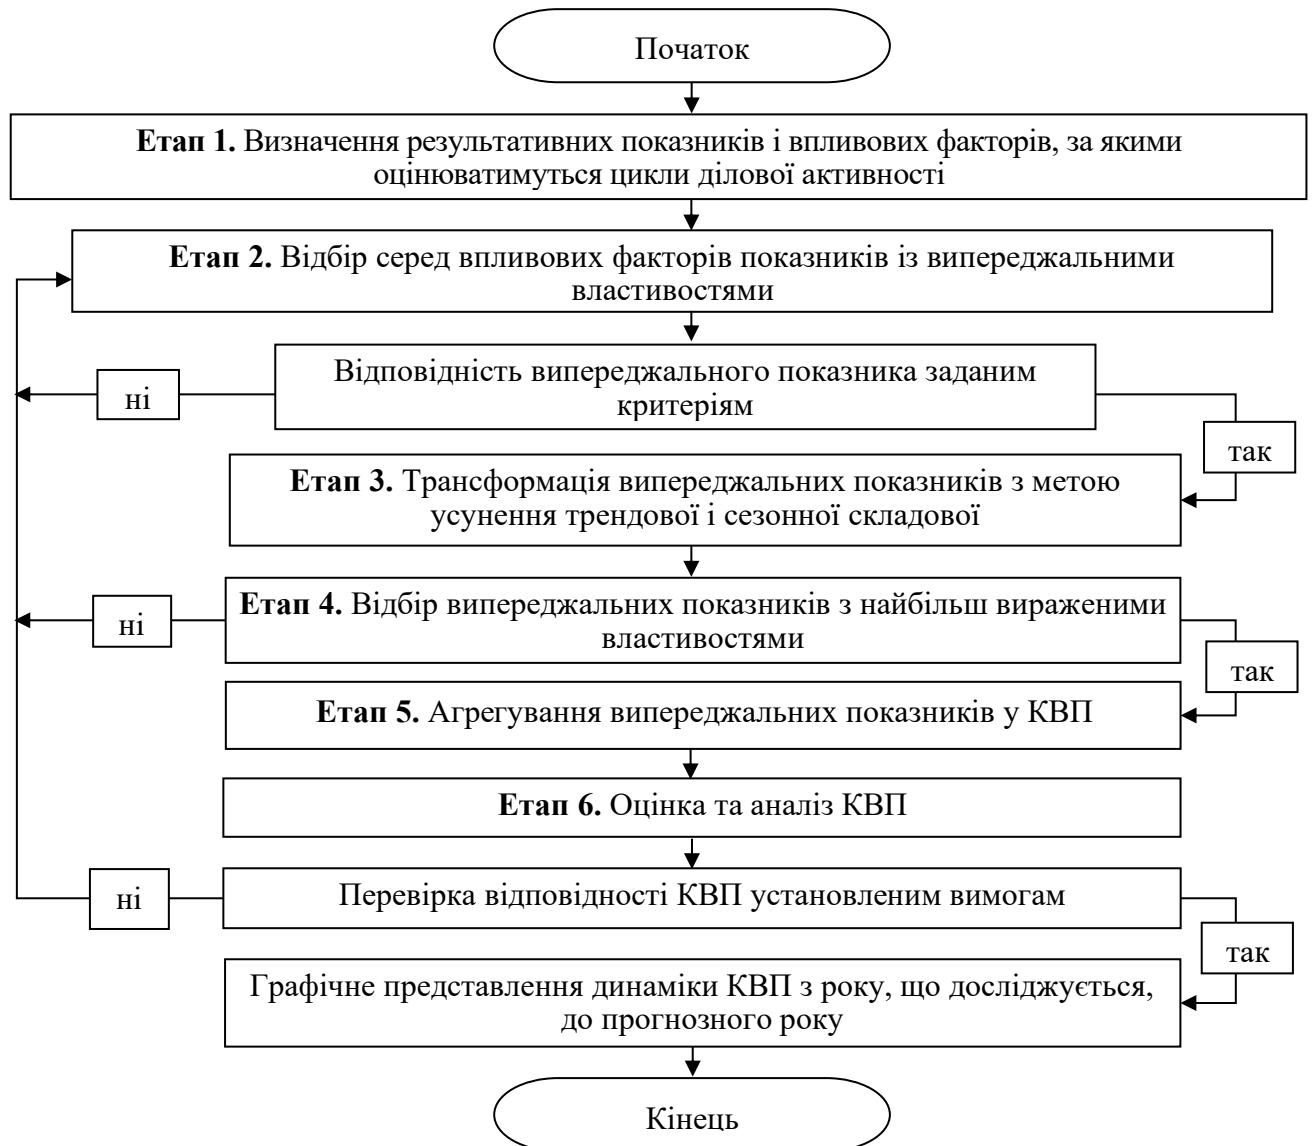 Початок
Етап 1. Визначення результативних показників і впливових факторів, за якими
оцінюватимуться цикли ділової активності
Етап 2. Відбір серед впливових факторів показників із випереджальними
властивостями
Відповідність випереджального показника заданим
критеріям
ні
так
Етап 3. Трансформація випереджальних показників з метою
усунення трендової і сезонної складової
Етап 4. Відбір випереджальних показників з найбільш вираженими
властивостями
ні
так
Етап 5. Агрегування випереджальних показників у КВП
Етап 6. Оцінка та аналіз КВП
Перевірка відповідності КВП установленим вимогам
ні
так
Графічне представлення динаміки КВП з року, що досліджується,
до прогнозного року
Кінець